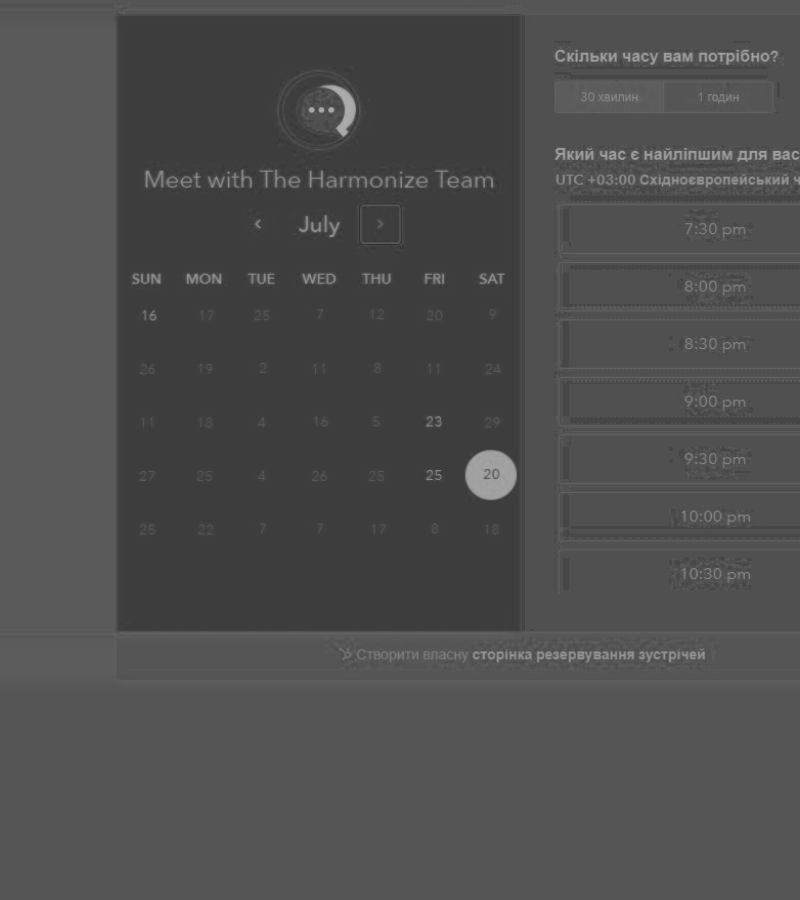 Meet with The Harmonize Team
July
SUN MON TUE WED THU FRI SAT
16 17 25 7 12 20 9
26 19 2 11 8 11 24
11 18 4 16 5 23 29
27 25 4 26 25 25 20
25 22 7 7 17 8 18
Скільки часу вам потрібно?
30 хвилин 1 годин
Який час є найліпшим для вас
UTC +03:00 Східноєвропейський ч
7:30 pm
8:00 pm
8:30 pm
9:00 pm
9:30 pm
10:00 pm
10:30 pm
Створити власну сторінка резервування зустрічей